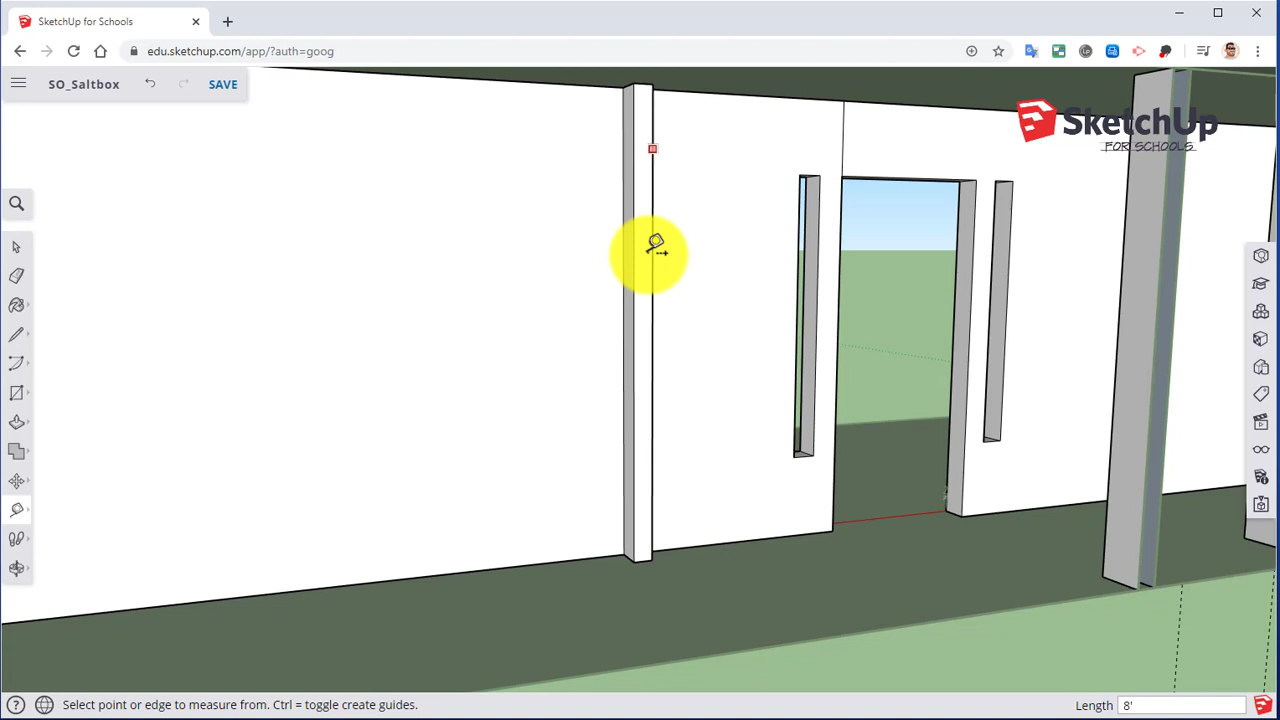 SketchUp for Schools
edu.sketchup.com/app/?auth=goog
SO_Saltbox
SAVE
SketchUp
FOR SCHOOLS
Select point or edge to measure from. Ctrl = toggle create guides.
Length 8'